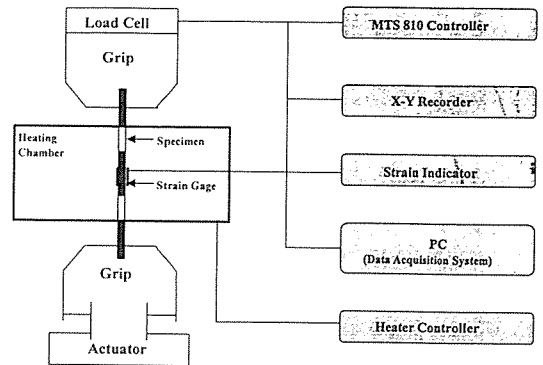 Load Cell
Grip
Heating
Chamber
Specimen
Strain Gage
Grip
Actuator
MTS 810 Controller
X-Y Recorder
Strain Indicator
PC
(Data Acquisition System)
Heater Controller